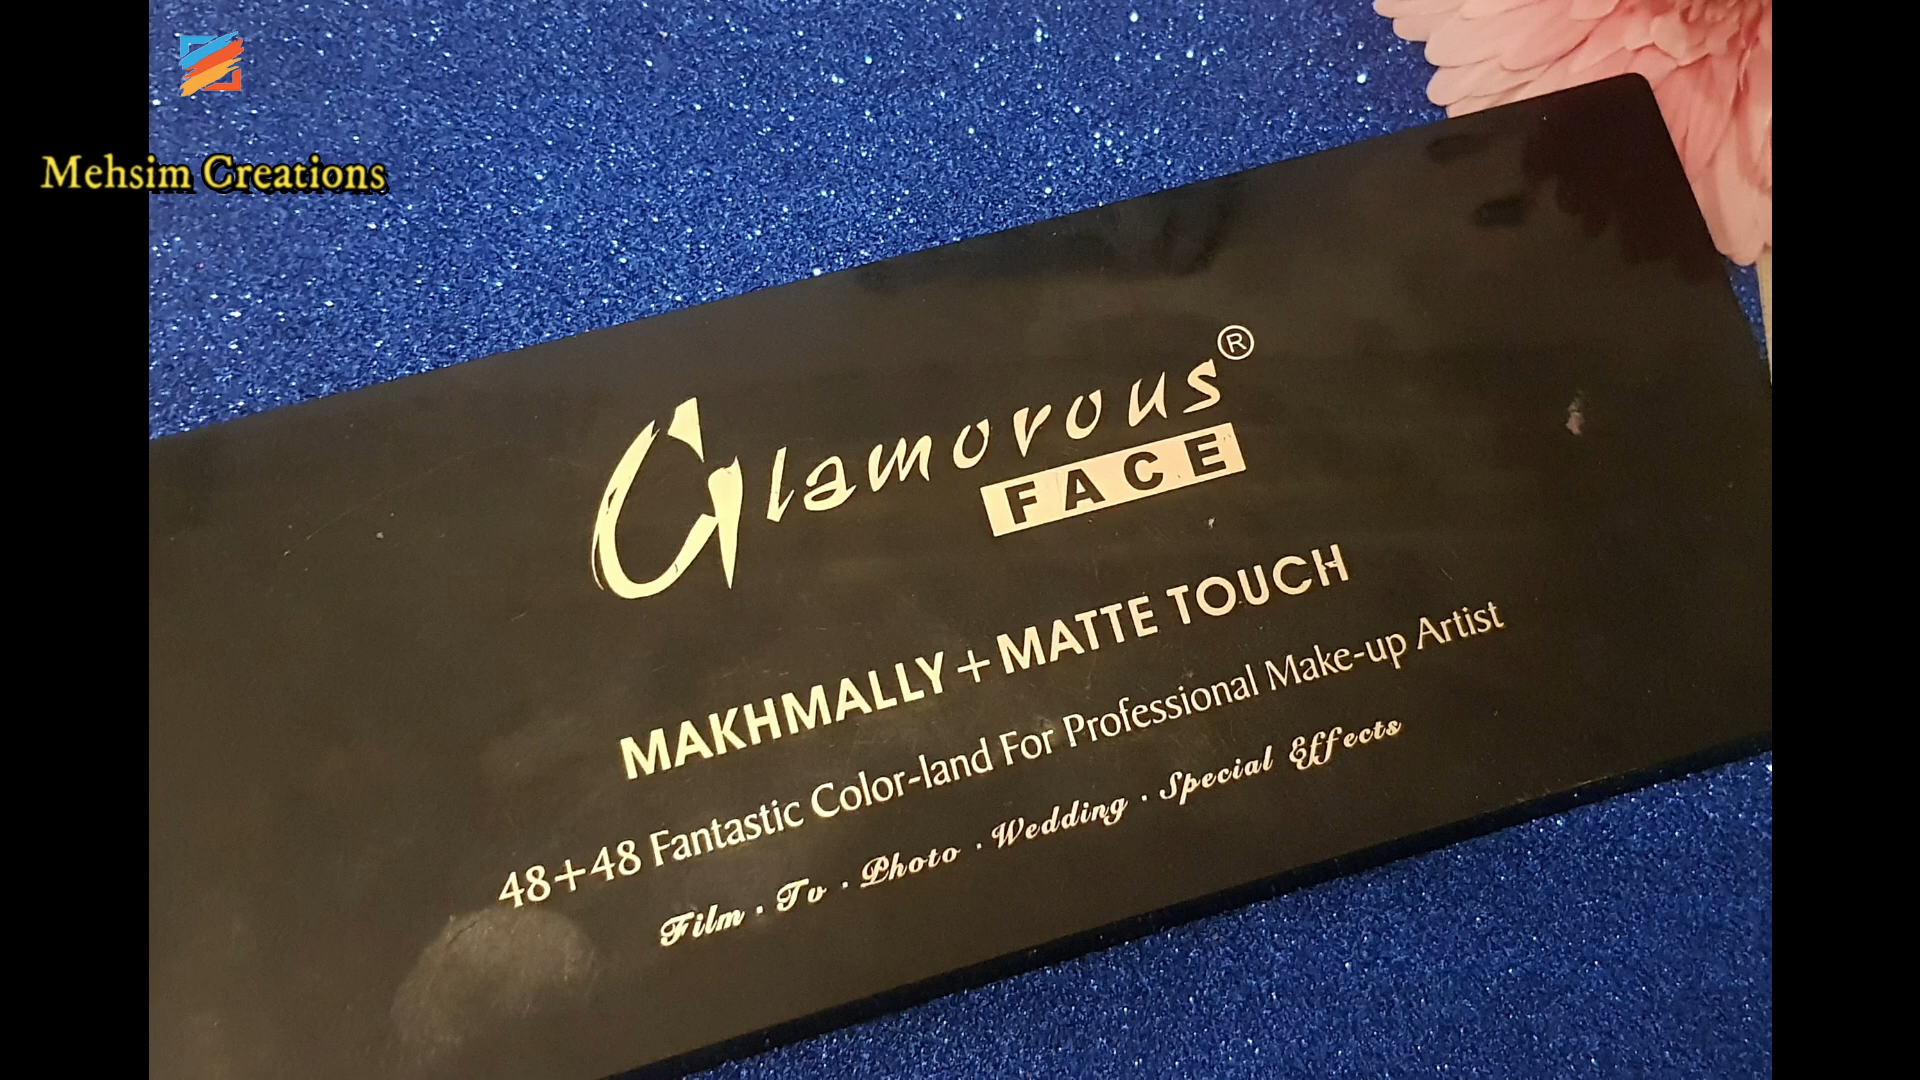 Mehsim Creations
Glamorous®
FACE
MAKHMALLY+MATTE TOUCH
48+48 Fantastic Color-land For Professional Make-up Artist
Film · Tv · Photo · Wedding · Special Effects